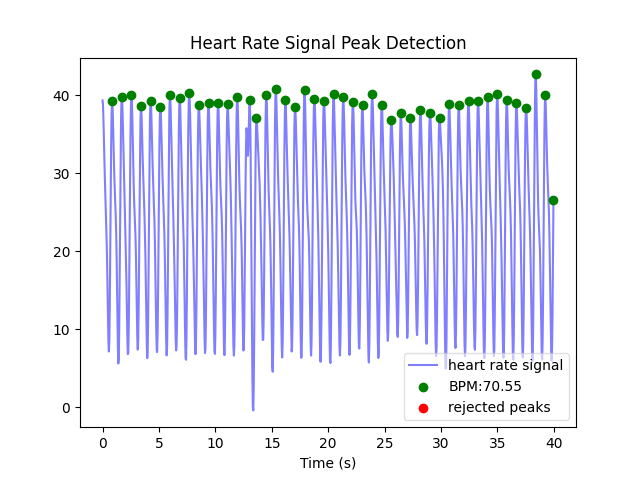 Heart Rate Signal Peak Detection
40
30
20
10
0
heart rate signal
BPM:70.55
rejected peaks
0 5 10 15 20 25 30 35 40
Time (s)